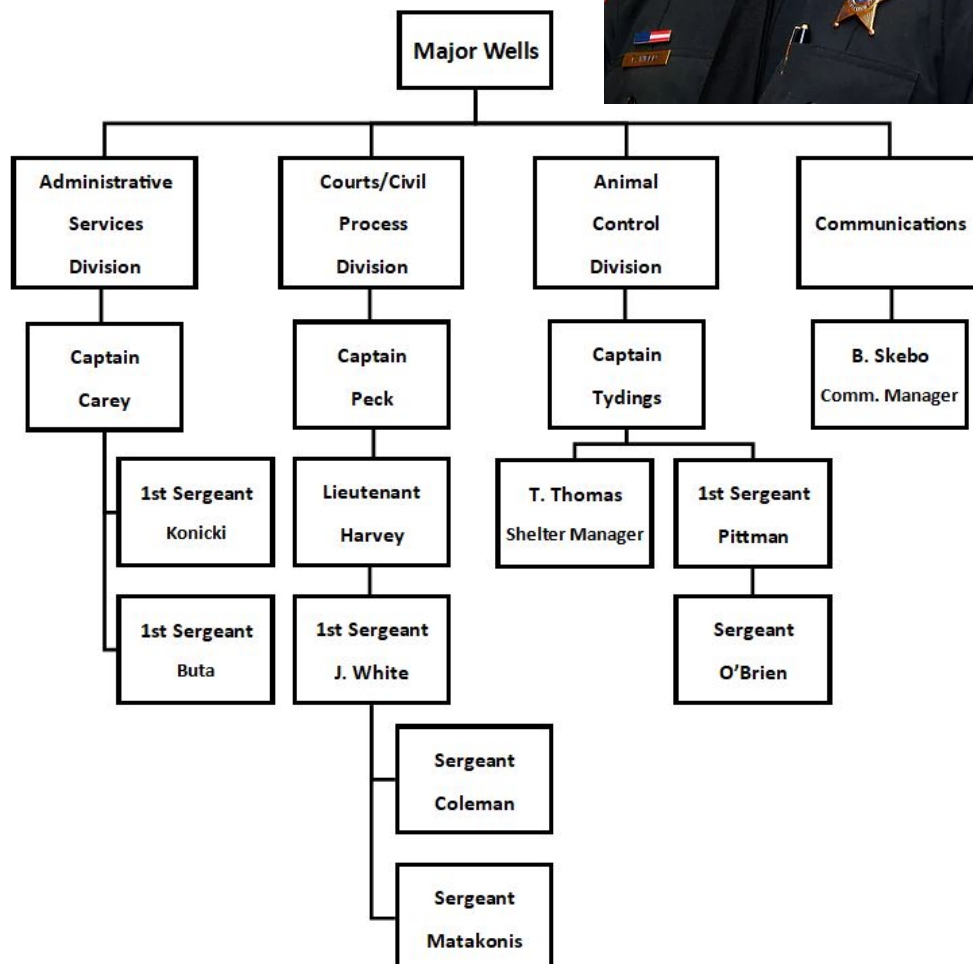 Major Wells
Administrative
Services
Division
Courts/Civil
Process
Division
Animal
Control
Division
Communications
Captain
Carey
Captain
Peck
Captain
Tydings
B. Skebo
Comm. Manager
1st Sergeant
Konicki
Lieutenant
Harvey
T. Thomas
Shelter Manager
1st Sergeant
Pittman
1st Sergeant
Buta
1st Sergeant
J. White
Sergeant
O'Brien
Sergeant
Coleman
Sergeant
Matakonis